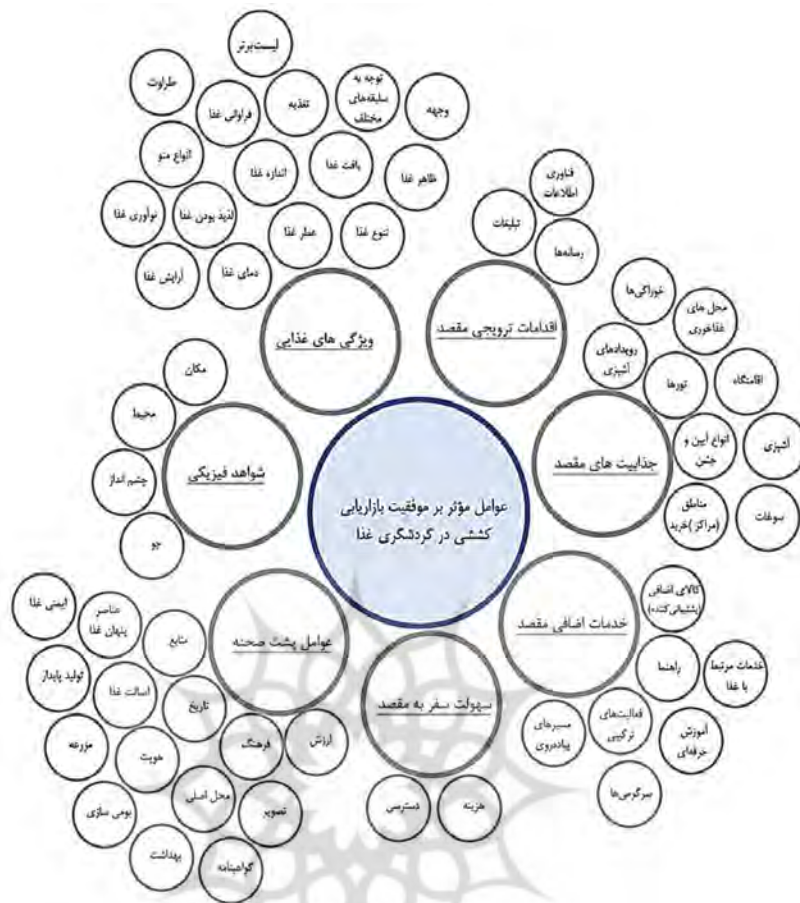 عوامل مؤثر بر موفقیت بازاریابی
کششی در گردشگری غذا
اقدامات ترویجی مقصد
فناوری
اطلاعات
تبلیغات
رسانه‌ها
جذابیت های مقصد
خوراکی‌ها
محل های
غذاخوری
رویدادهای
آشپزی
تورها
اقامتگاه
انواع آیین و
جشن
آشپزی
مناطق
(مراکز)خرید
سوغات
خدمات اضافی مقصد
کالای اضافی
(پشتیبانی‌کننده)
راهنما
خدمات مرتبط
با غذا
فعالیت‌های
ترکیبی
آموزش
حرفه‌ای
مسیرهای
پیاده‌روی
سرگرمی‌ها
سهولت سفر به مقصد
هزینه
دسترسی
عوامل پشت صحنه
ایمنی غذا
عناصر
پنهان غذا
منابع
تولید پایدار
اصالت غذا
تاریخ
مزرعه
هویت
فرهنگ
ارزش
بومی سازی
محل اصلی
تصویر
بهداشت
گواهینامه
شواهد فیزیکی
مکان
محیط
چشم انداز
جو
ویژگی های غذایی
لیست‌برتر
طراوت
فراوانی غذا
تغذیه
توجه به
سلیقه‌های
مختلف
وجهه
انواع منو
اندازه غذا
بافت غذا
ظاهر غذا
نوآوری غذا
لذیذ بودن غذا
عطر غذا
تنوع غذا
آرایش غذا
دمای غذا